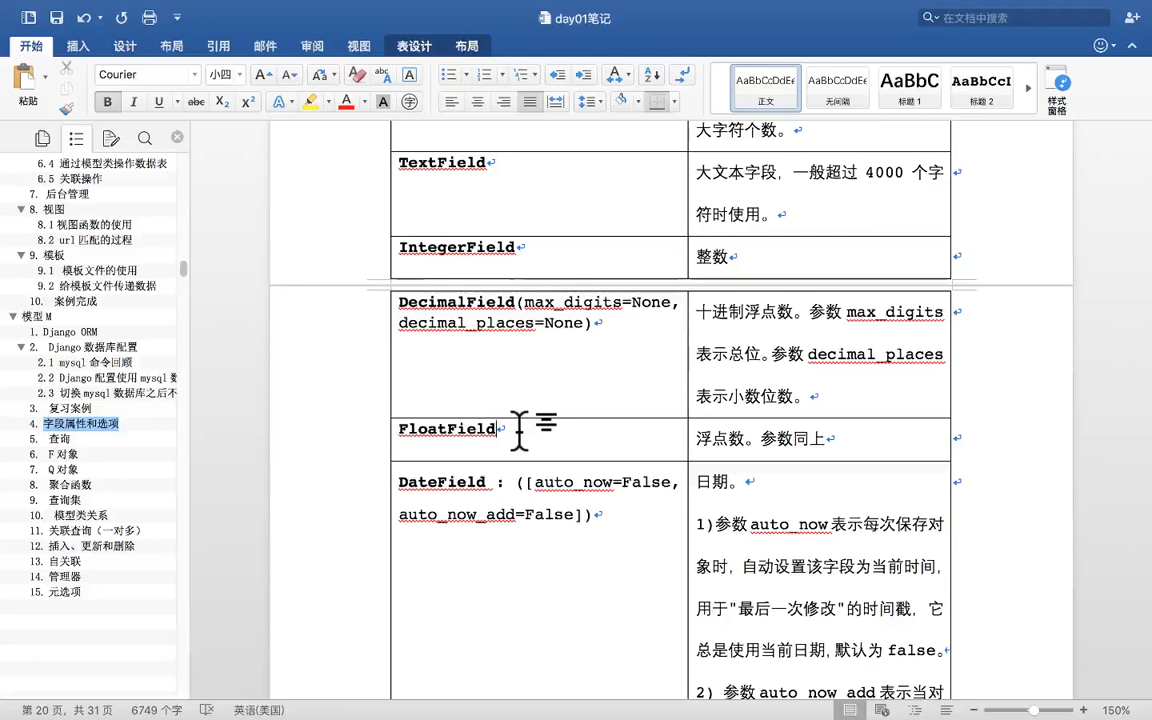 day01笔记
在文档中搜索
开始 插入 设计 布局 引用 邮件 审阅 视图 表设计 布局
粘贴
Courier 小四
AaBbCcDdEe
正文
AaBbCcDdEe
无间隔
AaBbC
标题 1
AaBbCcI
标题 2
样式
窗格
6.4 通过模型类操作数据表
6.5 关联操作
7. 后台管理
8. 视图
8.1 视图函数的使用
8.2 url 匹配的过程
9. 模板
9.1 模板文件的使用
9.2 给模板文件传递数据
10. 案例完成
模型 M
1. Django ORM
2. Django 数据库配置
2.1 mysql 命令回顾
2.2 Django 配置使用 mysql 数
2.3 切换 mysql 数据库之后不
3. 复习案例
4. 字段属性和选项
5. 查询
6. F 对象
7. Q 对象
8. 聚合函数
9. 查询集
10. 模型类关系
11. 关联查询（一对多）
12. 插入、更新和删除
13. 自关联
14. 管理器
15. 元选项
大字符个数。
TextField
大文本字段，一般超过 4000 个字
符时使用。
IntegerField
整数
DecimalField(max_digits=None,
decimal_places=None)
十进制浮点数。参数 max_digits
表示总位。参数 decimal_places
表示小数位数。
FloatField
浮点数。参数同上
DateField : ([auto_now=False,
auto_now_add=False])
日期。
1)参数 auto_now 表示每次保存对
象时，自动设置该字段为当前时间，
用于"最后一次修改"的时间戳，它
总是使用当前日期，默认为 false。
2) 参数 auto_now_add 表示当对
第 20 页，共 31 页 6749 个字 英语(美国) 150%